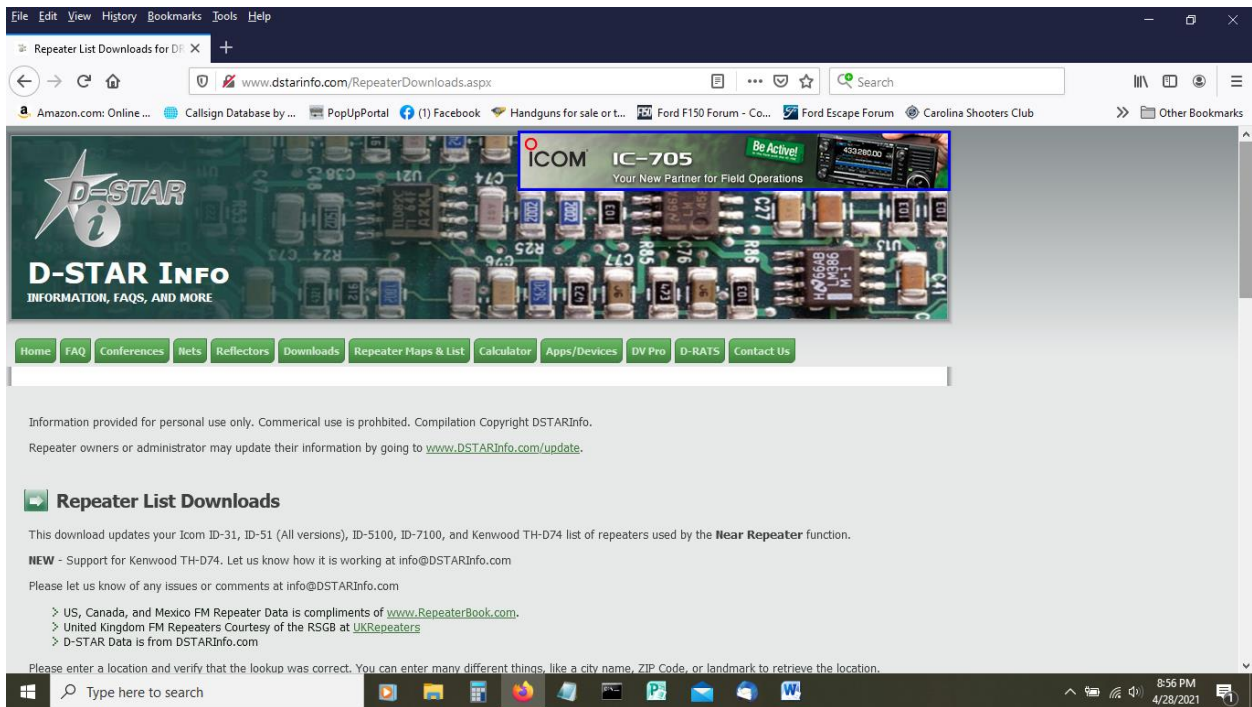 File Edit View History Bookmarks Tools Help
Repeater List Downloads for DR
www.dstarinfo.com/RepeaterDownloads.aspx
Search
Amazon.com: Online ... Callsign Database by ... PopUpPortal (1) Facebook Handguns for sale or t... Ford F150 Forum - Co... Ford Escape Forum Carolina Shooters Club Other Bookmarks
D-STAR
i
ICOM IC-705 Be Active!
Your New Partner for Field Operations
D-STAR INFO
INFORMATION, FAQS, AND MORE
Home FAQ Conferences Nets Reflectors Downloads Repeater Maps & List Calculator Apps/Devices DV Pro D-RATS Contact Us
Information provided for personal use only. Commerical use is prohbited. Compilation Copyright DSTARInfo.
Repeater owners or administrator may update their information by going to www.DSTARInfo.com/update.
Repeater List Downloads
This download updates your Icom ID-31, ID-51 (All versions), ID-5100, ID-7100, and Kenwood TH-D74 list of repeaters used by the Near Repeater function.
NEW - Support for Kenwood TH-D74. Let us know how it is working at info@DSTARInfo.com
Please let us know of any issues or comments at info@DSTARInfo.com
US, Canada, and Mexico FM Repeater Data is compliments of www.RepeaterBook.com.
United Kingdom FM Repeaters Courtesy of the RSGB at UKRepeaters
D-STAR Data is from DSTARInfo.com
Please enter a location and verify that the lookup was correct. You can enter many different things, like a city name, ZIP Code, or landmark to retrieve the location.
Type here to search
8:56 PM
4/28/2021